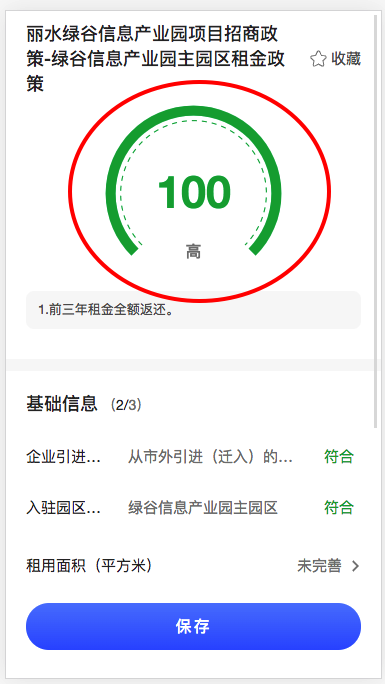 丽水绿谷信息产业园项目招商政
策-绿谷信息产业园主园区租金政
策
收藏
100
高
1.前三年租金全额返还。
基础信息（2/3）
企业引进... 从市外引进（迁入）的... 符合
入驻园区... 绿谷信息产业园主园区 符合
租用面积（平方米） 未完善
保存